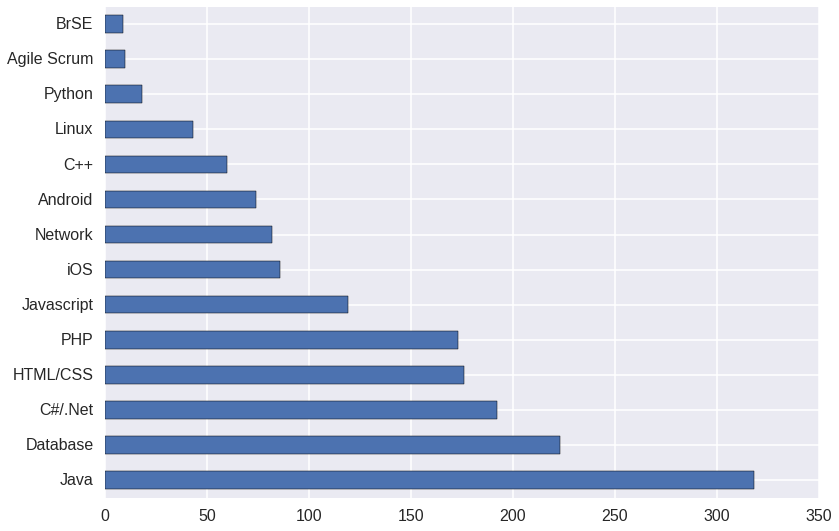 BrSE
Agile Scrum
Python
Linux
C++
Android
Network
iOS
Javascript
PHP
HTML/CSS
C#/.Net
Database
Java
0 50 100 150 200 250 300 350